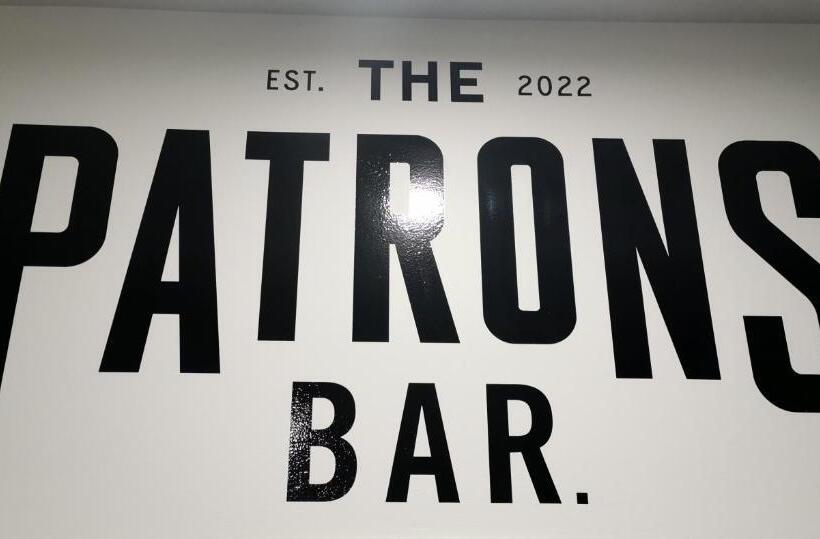 EST. THE 2022
PATRONS
BAR.